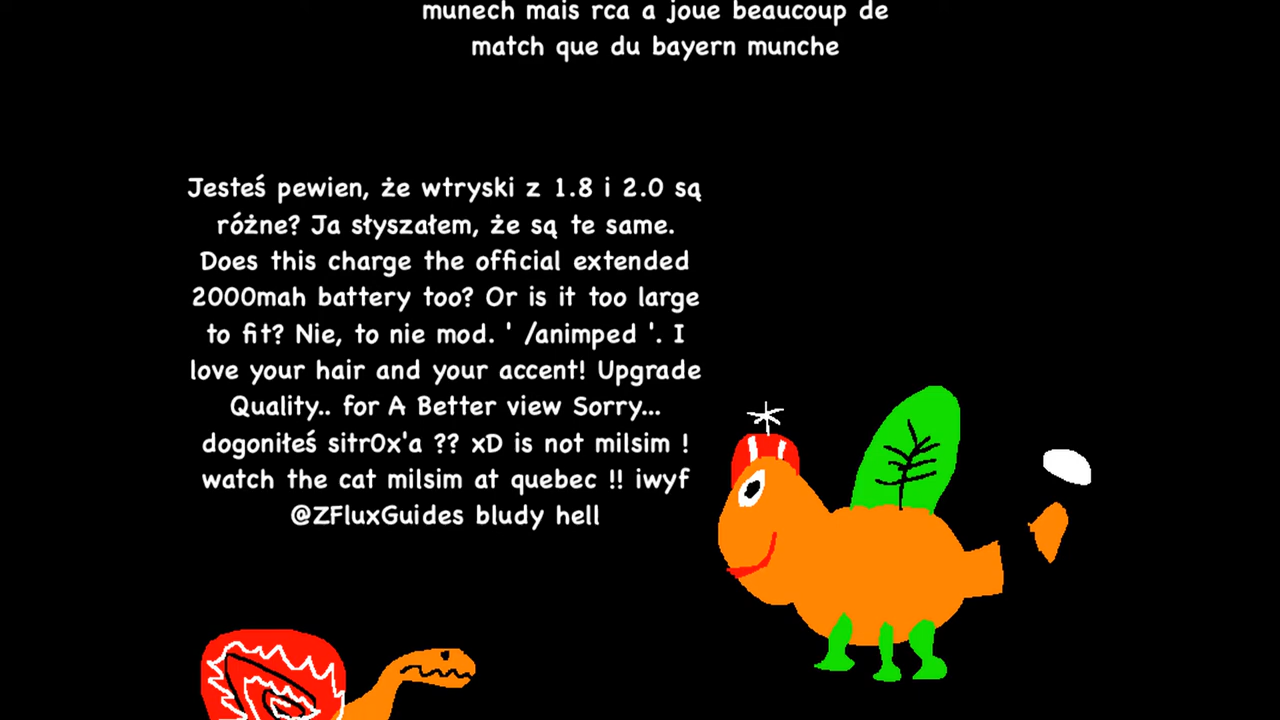 munech mais rca a joue beaucoup de
match que du bayern munche
Jesteś pewien, że wtryski z 1.8 i 2.0 są
różne? Ja słyszałem, że są te same.
Does this charge the official extended
2000mah battery too? Or is it too large
to fit? Nie, to nie mod. ' /animped '. I
love your hair and your accent! Upgrade
Quality.. for A Better view Sorry...
dogoniłeś sitr0x'a ?? xD is not milsim !
watch the cat milsim at quebec !! iwyf
@ZFluxGuides bludy hell